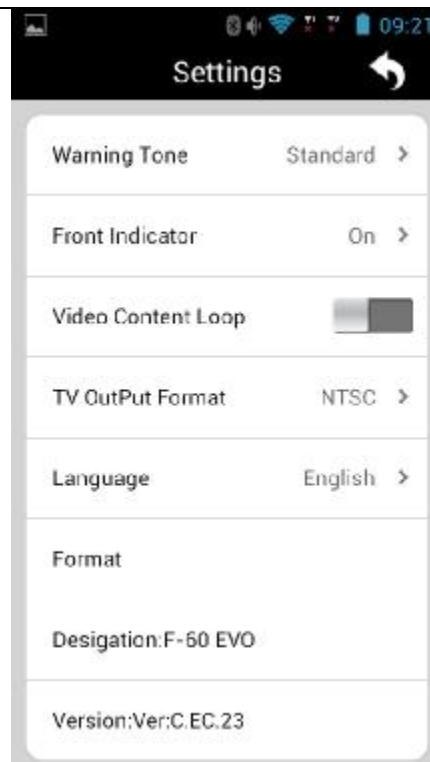 09:21
Settings
Warning Tone Standard >
Front Indicator On >
Video Content Loop
TV OutPut Format NTSC >
Language English >
Format
Desigation:F-60 EVO
Version:Ver:C.EC.23